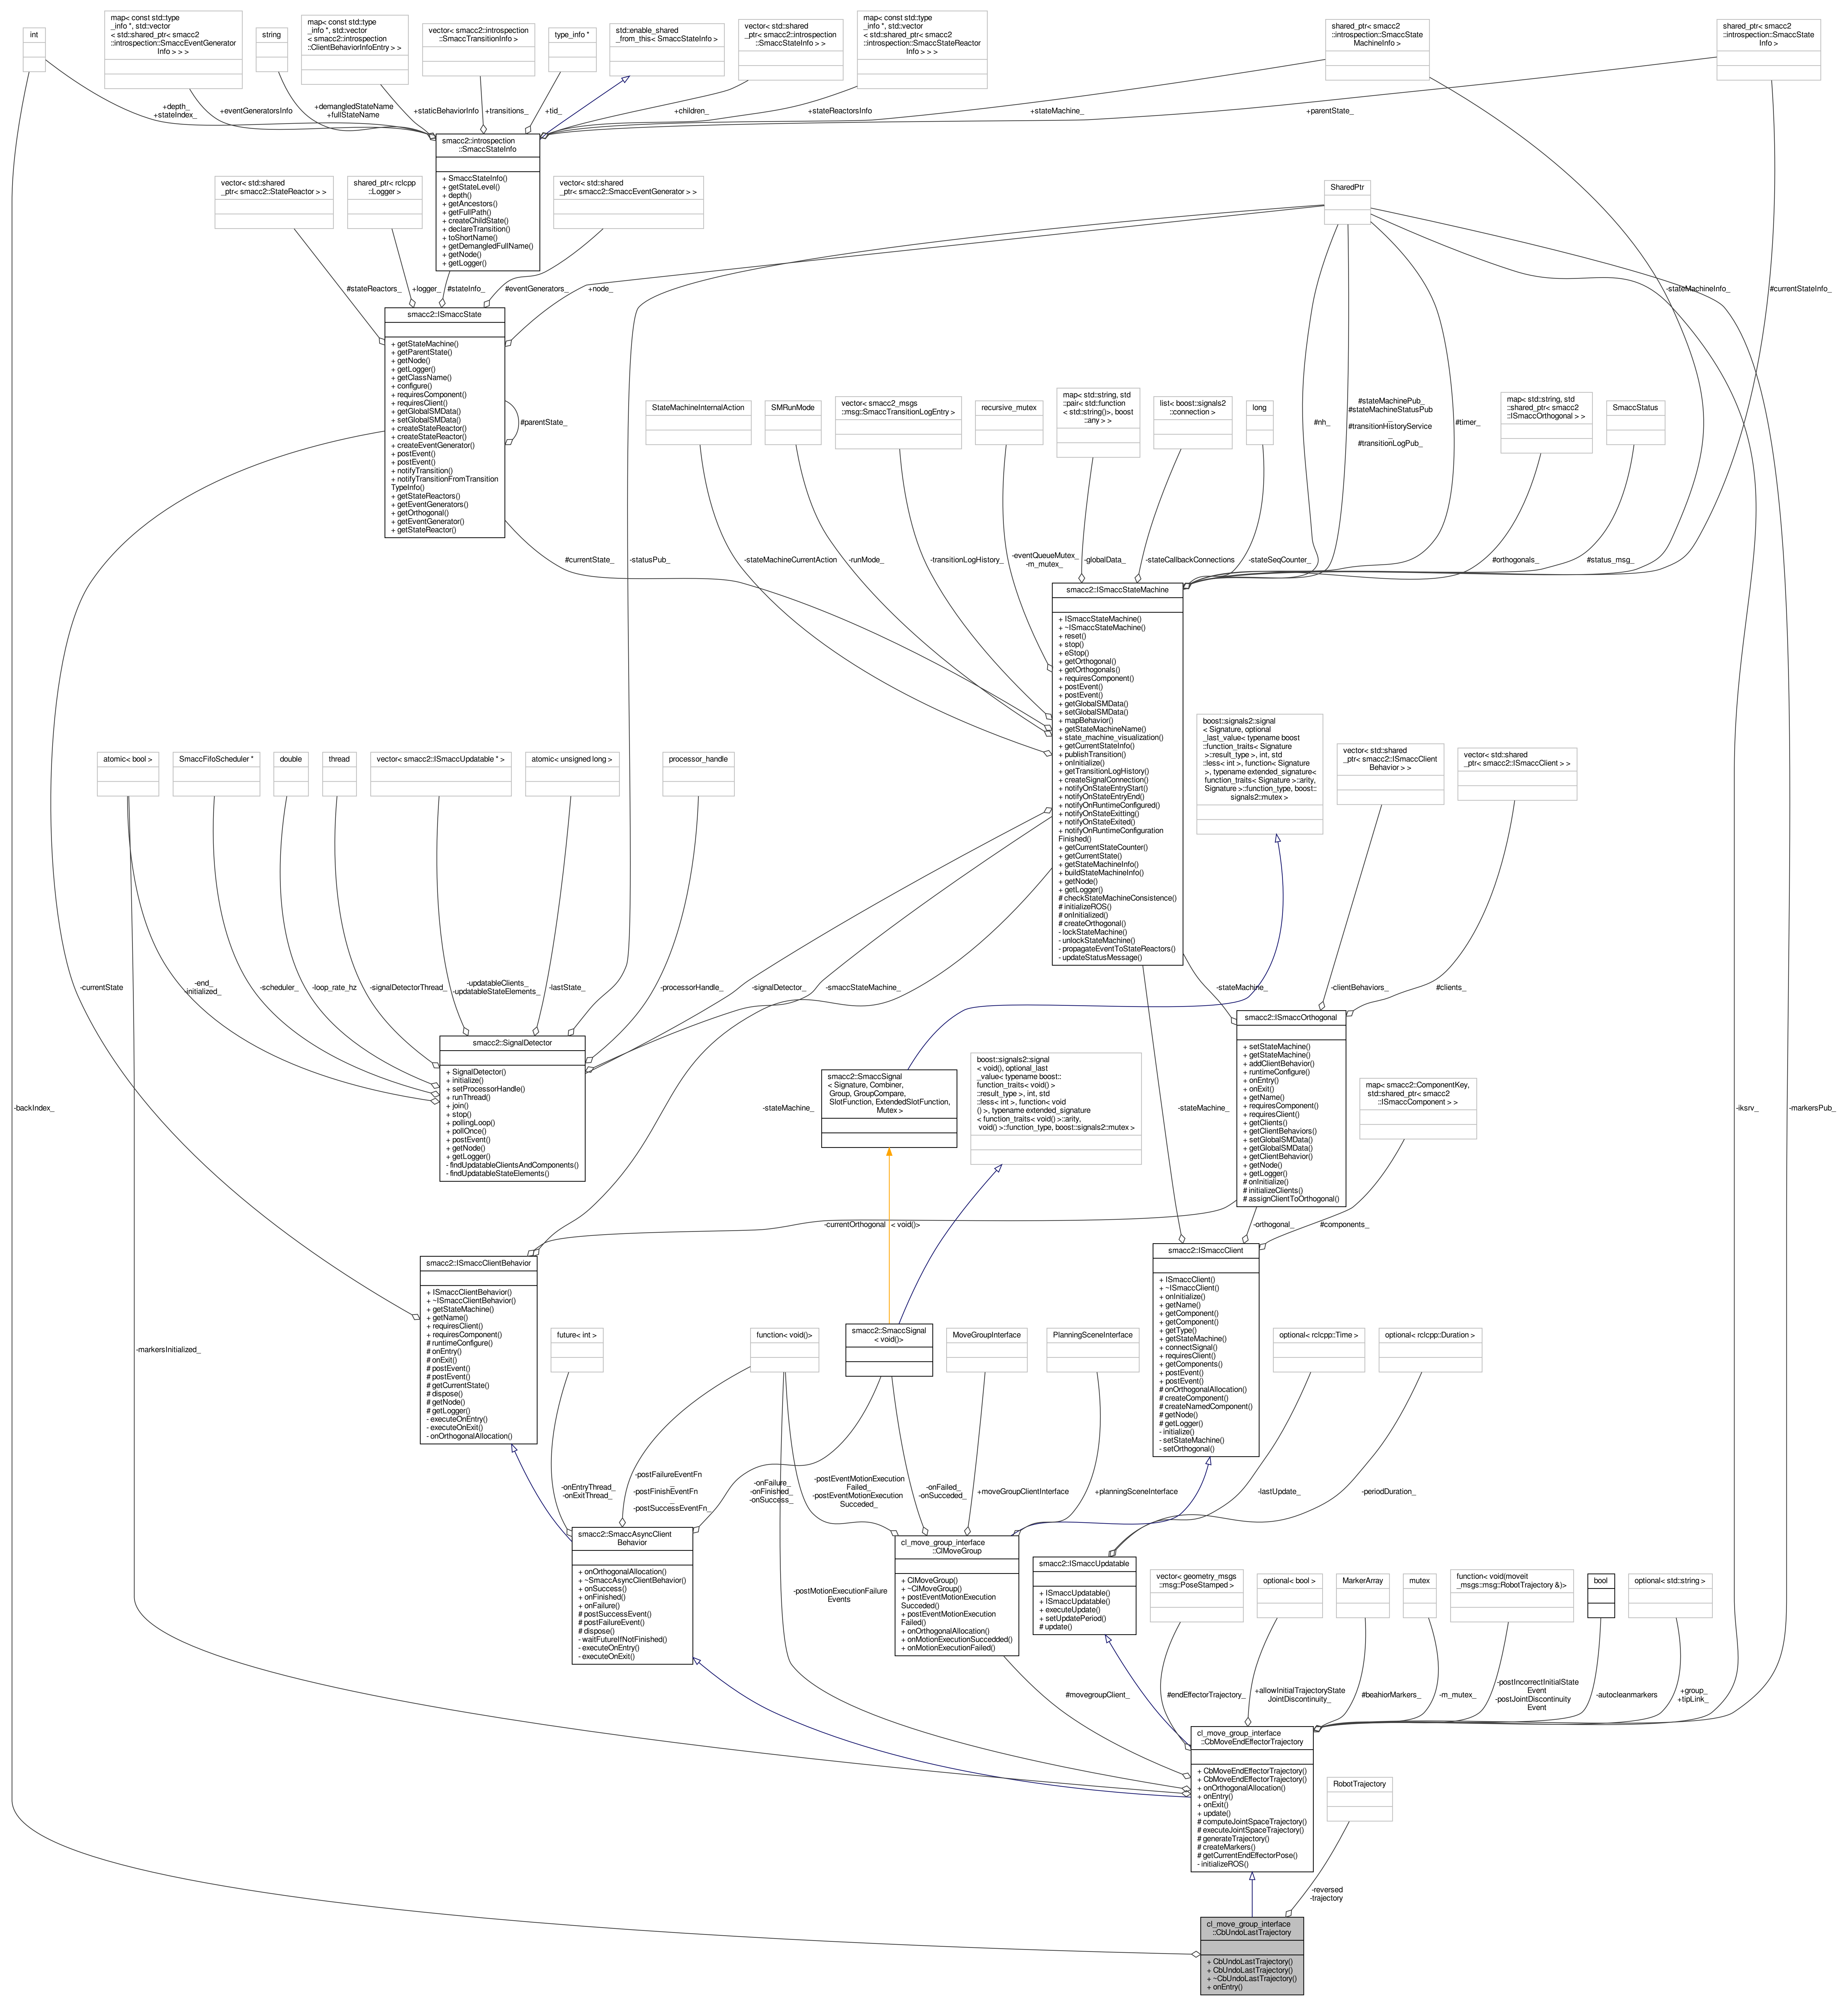 int
map< const std::type
_info *, std::vector
< std::shared_ptr< smacc2
::introspection::SmaccEventGenerator
Info > > >
string
map< const std::type
_info *, std::vector
< smacc2::introspection
::ClientBehaviorInfoEntry > >
vector< smacc2::introspection
::SmaccTransitionInfo >
type_info *
std::enable_shared
_from_this< SmaccStateInfo >
vector< std::shared
_ptr< smacc2::introspection
::SmaccStateInfo > >
map< const std::type
_info *, std::vector
< std::shared_ptr< smacc2
::introspection::SmaccStateReactor
Info > > >
shared_ptr< smacc2
::introspection::SmaccState
MachineInfo >
shared_ptr< smacc2
::introspection::SmaccState
Info >
+depth_
+stateIndex_
+eventGeneratorsInfo
+demangledStateName
+fullStateName
+staticBehaviorInfo
+transitions_
+tid_
+children_
+stateReactorsInfo
+stateMachine_
+parentState_
smacc2::introspection
::SmaccStateInfo
+ SmaccStateInfo()
+ getStateLevel()
+ depth()
+ getAncestors()
+ getFullPath()
+ createChildState()
+ declareTransition()
+ toShortName()
+ getDemangledFullName()
+ getNode()
+ getLogger()
vector< std::shared
_ptr< smacc2::StateReactor > >
shared_ptr< rclcpp
::Logger >
vector< std::shared
_ptr< smacc2::SmaccEventGenerator > >
SharedPtr
#stateReactors_
+logger_
#stateInfo_
#eventGenerators_
+node_
-stateMachineInfo_
#currentStateInfo_
smacc2::ISmaccState
+ getStateMachine()
+ getParentState()
+ getNode()
+ getLogger()
+ getClassName()
+ configure()
+ requiresComponent()
+ requiresClient()
+ getGlobalSMData()
+ setGlobalSMData()
+ createStateReactor()
+ createStateReactor()
+ createEventGenerator()
+ postEvent()
+ postEvent()
+ notifyTransition()
+ notifyTransitionFromTransition
TypeInfo()
+ getStateReactors()
+ getEventGenerators()
+ getOrthogonal()
+ getEventGenerator()
+ getStateReactor()
#parentState_
StateMachineInternalAction
SMRunMode
vector< smacc2_msgs
::msg::SmaccTransitionLogEntry >
recursive_mutex
map< std::string, std
::pair< std::function
< std::string()>, boost
::any > >
list< boost::signals2
::connection >
long
#nh_
#stateMachinePub_
#stateMachineStatusPub
_
#transitionHistoryService
_
#transitionLogPub_
#timer_
map< std::string, std
::shared_ptr< smacc2
::ISmaccOrthogonal > >
SmaccStatus
#currentState_
-statusPub_
-stateMachineCurrentAction
-runMode_
-transitionLogHistory_
-eventQueueMutex_
-m_mutex_
-globalData_
-stateCallbackConnections
-stateSeqCounter_
#orthogonals_
#status_msg_
smacc2::ISmaccStateMachine
+ ISmaccStateMachine()
+ ~ISmaccStateMachine()
+ reset()
+ stop()
+ eStop()
+ getOrthogonal()
+ getOrthogonals()
+ requiresComponent()
+ postEvent()
+ postEvent()
+ getGlobalSMData()
+ setGlobalSMData()
+ mapBehavior()
+ getStateMachineName()
+ state_machine_visualization()
+ getCurrentStateInfo()
+ publishTransition()
+ onInitialize()
+ getTransitionLogHistory()
+ createSignalConnection()
+ notifyOnStateEntryStart()
+ notifyOnStateEntryEnd()
+ notifyOnRuntimeConfigured()
+ notifyOnStateExitting()
+ notifyOnStateExited()
+ notifyOnRuntimeConfiguration
Finished()
+ getCurrentStateCounter()
+ getCurrentState()
+ getStateMachineInfo()
+ buildStateMachineInfo()
+ getNode()
+ getLogger()
# checkStateMachineConsistence()
# initializeROS()
# onInitialized()
# createOrthogonal()
- lockStateMachine()
- unlockStateMachine()
- propagateEventToStateReactors()
- updateStatusMessage()
boost::signals2::signal
< Signature, optional
_last_value< typename boost
::function_traits< Signature
>::result_type >, int, std
::less< int >, function< Signature
>, typename extended_signature<
function_traits< Signature >::arity,
Signature >::function_type, boost::
signals2::mutex >
vector< std::shared
_ptr< smacc2::ISmaccClient
Behavior > >
vector< std::shared
_ptr< smacc2::ISmaccClient > >
atomic< bool >
SmaccFifoScheduler *
double
thread
vector< smacc2::ISmaccUpdatable * >
atomic< unsigned long >
processor_handle
-currentState
-end_
-initialized_
-scheduler_
-loop_rate_hz
-signalDetectorThread_
-updatableClients_
-updatableStateElements_
-lastState_
-processorHandle_
-signalDetector_
-smaccStateMachine_
-stateMachine_
-clientBehaviors_
#clients_
smacc2::SignalDetector
+ SignalDetector()
+ initialize()
+ setProcessorHandle()
+ runThread()
+ join()
+ stop()
+ pollingLoop()
+ pollOnce()
+ postEvent()
+ getNode()
+ getLogger()
- findUpdatableClientsAndComponents()
- findUpdatableStateElements()
smacc2::ISmaccOrthogonal
+ setStateMachine()
+ getStateMachine()
+ addClientBehavior()
+ runtimeConfigure()
+ onEntry()
+ onExit()
+ getName()
+ requiresComponent()
+ requiresClient()
+ getClients()
+ getClientBehaviors()
+ setGlobalSMData()
+ getGlobalSMData()
+ getClientBehavior()
+ getNode()
+ getLogger()
# onInitialize()
# initializeClients()
# assignClientToOrthogonal()
smacc2::SmaccSignal
< Signature, Combiner,
Group, GroupCompare,
SlotFunction, ExtendedSlotFunction,
Mutex >
boost::signals2::signal
< void(), optional_last
_value< typename boost::
function_traits< void() >
::result_type >, int, std
::less< int >, function< void
() >, typename extended_signature
< function_traits< void() >::arity,
void() >::function_type, boost::signals2::mutex >
map< smacc2::ComponentKey,
std::shared_ptr< smacc2
::ISmaccComponent > >
-backIndex_
-stateMachine_
-stateMachine_
-iksrv_
-markersPub_
-currentOrthogonal
< void()>
-orthogonal_
#components_
smacc2::ISmaccClientBehavior
+ ISmaccClientBehavior()
+ ~ISmaccClientBehavior()
+ getStateMachine()
+ getName()
+ requiresClient()
+ requiresComponent()
# runtimeConfigure()
# onEntry()
# onExit()
# postEvent()
# postEvent()
# getCurrentState()
# dispose()
# getNode()
# getLogger()
- executeOnEntry()
- executeOnExit()
- onOrthogonalAllocation()
smacc2::ISmaccClient
+ ISmaccClient()
+ ~ISmaccClient()
+ onInitialize()
+ getName()
+ getComponent()
+ getComponent()
+ getType()
+ getStateMachine()
+ connectSignal()
+ requiresClient()
+ getComponents()
+ postEvent()
+ postEvent()
# onOrthogonalAllocation()
# createComponent()
# createNamedComponent()
# getNode()
# getLogger()
- initialize()
- setStateMachine()
- setOrthogonal()
-markersInitialized_
future< int >
function< void()>
smacc2::SmaccSignal
< void()>
MoveGroupInterface
PlanningSceneInterface
optional< rclcpp::Time >
optional< rclcpp::Duration >
-onEntryThread_
-onExitThread_
-postFailureEventFn
_
-postFinishEventFn
_
-postSuccessEventFn_
-onFailure_
-onFinished_
-onSuccess_
-postEventMotionExecution
Failed_
-postEventMotionExecution
Succeded_
-onFailed_
-onSucceded_
+moveGroupClientInterface
+planningSceneInterface
-lastUpdate_
-periodDuration_
smacc2::SmaccAsyncClient
Behavior
+ onOrthogonalAllocation()
+ ~SmaccAsyncClientBehavior()
+ onSuccess()
+ onFinished()
+ onFailure()
# postSuccessEvent()
# postFailureEvent()
# dispose()
- waitFutureIfNotFinished()
- executeOnEntry()
- executeOnExit()
-postMotionExecutionFailure
Events
cl_move_group_interface
::ClMoveGroup
+ ClMoveGroup()
+ ~ClMoveGroup()
+ postEventMotionExecution
Succeded()
+ postEventMotionExecution
Failed()
+ onOrthogonalAllocation()
+ onMotionExecutionSuccedded()
+ onMotionExecutionFailed()
smacc2::ISmaccUpdatable
+ ISmaccUpdatable()
+ ISmaccUpdatable()
+ executeUpdate()
+ setUpdatePeriod()
# update()
vector< geometry_msgs
::msg::PoseStamped >
optional< bool >
MarkerArray
mutex
function< void(moveit
_msgs::msg::RobotTrajectory &)>
bool
optional< std::string >
#movegroupClient_
#endEffectorTrajectory_
+allowInitialTrajectoryState
JointDiscontinuity_
#beahiorMarkers_
-m_mutex_
-postIncorrectInitialState
Event
-postJointDiscontinuity
Event
-autocleanmarkers
+group_
+tipLink_
cl_move_group_interface
::CbMoveEndEffectorTrajectory
+ CbMoveEndEffectorTrajectory()
+ CbMoveEndEffectorTrajectory()
+ onOrthogonalAllocation()
+ onEntry()
+ onExit()
+ update()
# computeJointSpaceTrajectory()
# executeJointSpaceTrajectory()
# generateTrajectory()
# createMarkers()
# getCurrentEndEffectorPose()
- initializeROS()
RobotTrajectory
-reversed
-trajectory
cl_move_group_interface
::CbUndoLastTrajectory
+ CbUndoLastTrajectory()
+ CbUndoLastTrajectory()
+ ~CbUndoLastTrajectory()
+ onEntry()